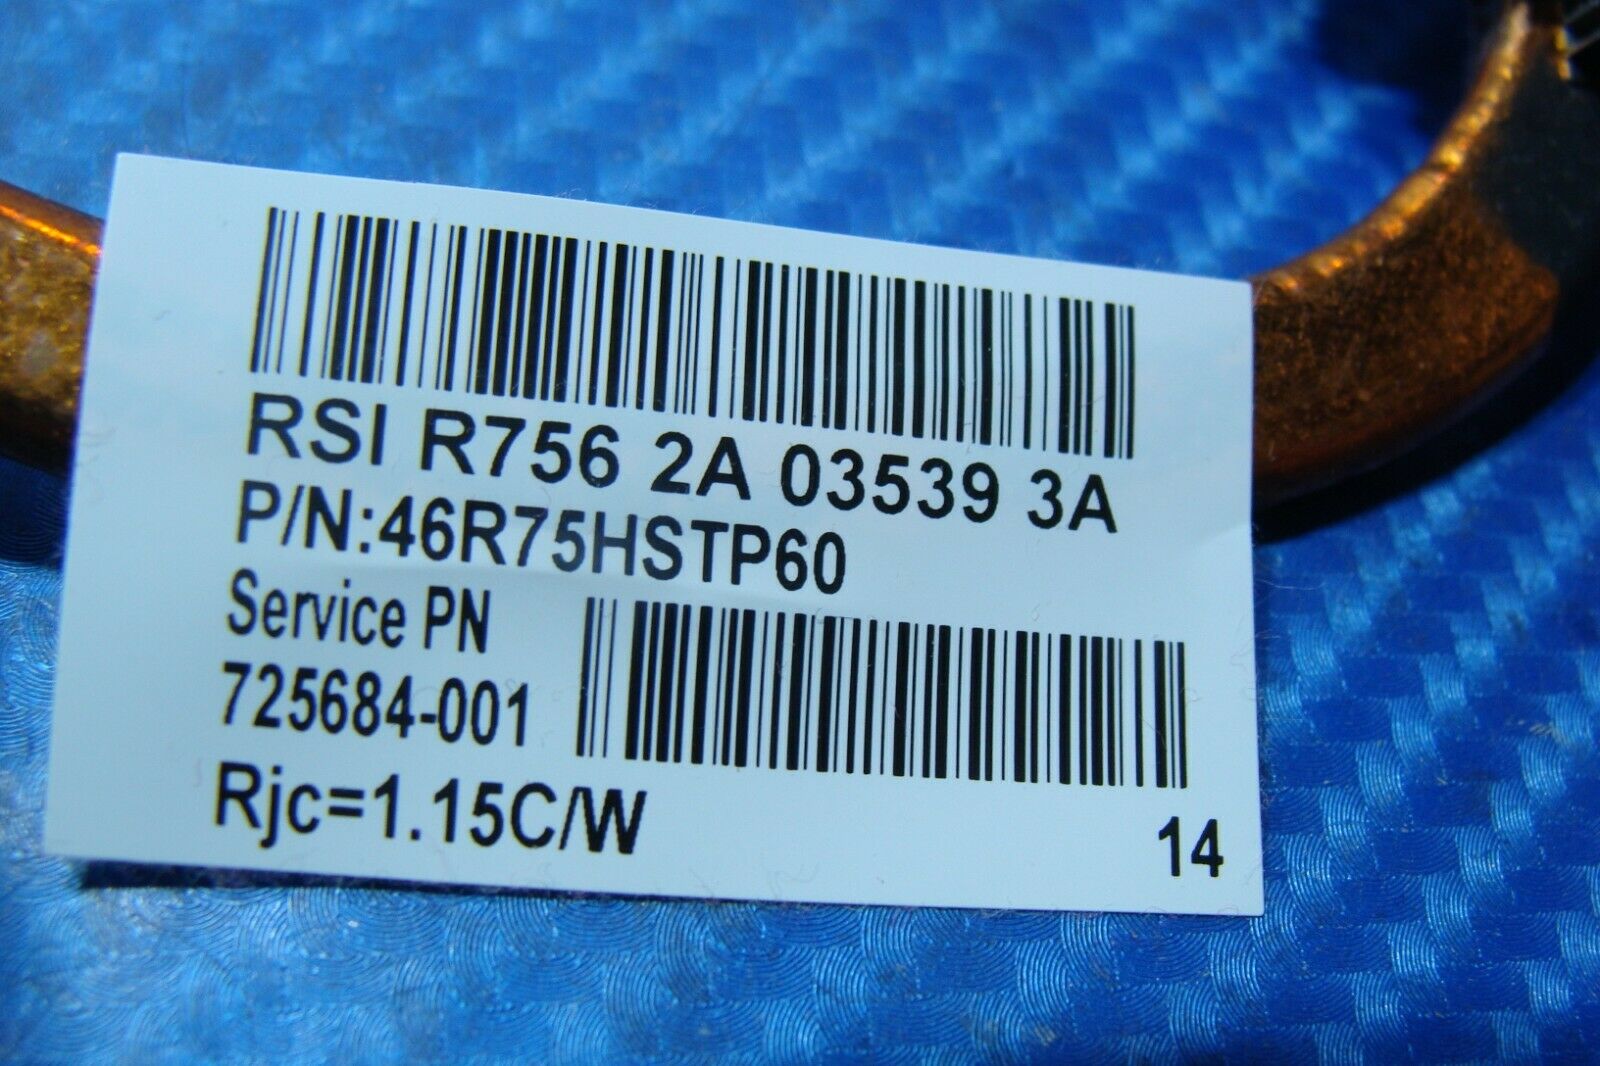 RSI R756 2A 03539 3A
P/N:46R75HSTP60
Service PN
725684-001
Rjc=1.15C/W
14